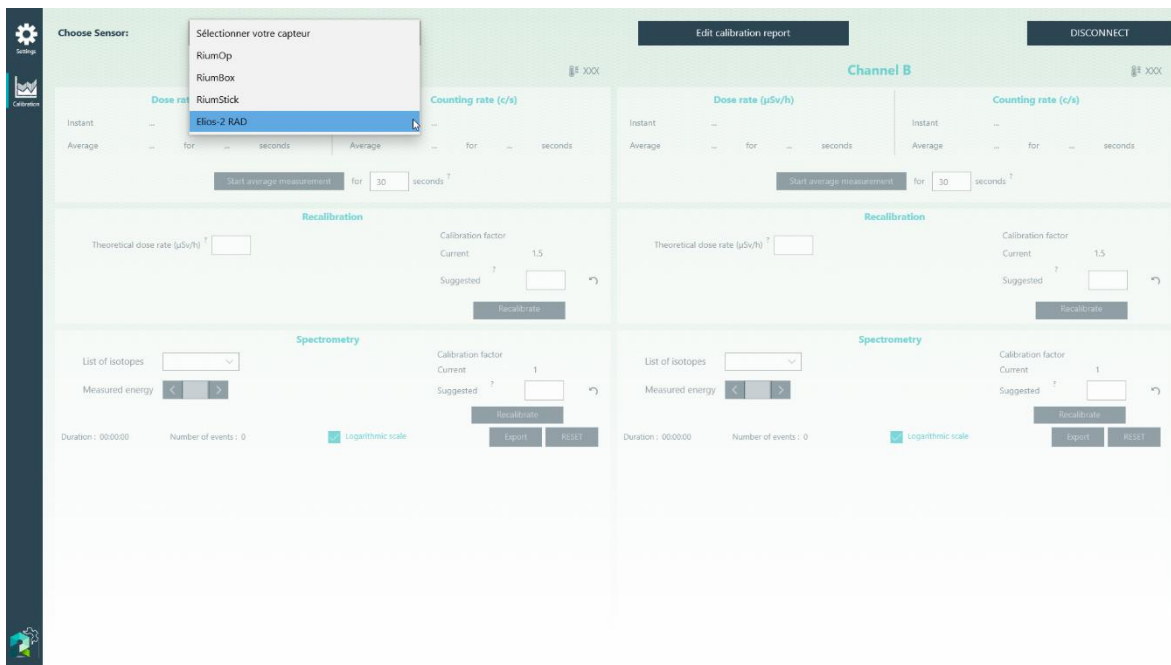 Settings
Calibration
Choose Sensor:
Sélectionner votre capteur
RiumOp
RiumBox
RiumStick
Elios-2 RAD
Edit calibration report
DISCONNECT
XXX
Dose rat
Counting rate (c/s)
Instant ... ...
Average ... for ... seconds Average ... for ... seconds
Start average measurement for 30 seconds ?
Recalibration
Theoretical dose rate (µSv/h) ?
Calibration factor
Current 1.5
Suggested ?
Recalibrate
Spectrometry
List of isotopes
Measured energy < >
Calibration factor
Current 1
Suggested ?
Recalibrate
Duration : 00:00:00 Number of events : 0 Logarithmic scale Export RESET
Channel B XXX
Dose rate (µSv/h) Counting rate (c/s)
Instant ... Instant ...
Average ... for ... seconds Average ... for ... seconds
Start average measurement for 30 seconds ?
Recalibration
Theoretical dose rate (µSv/h) ?
Calibration factor
Current 1.5
Suggested ?
Recalibrate
Spectrometry
List of isotopes
Measured energy < >
Calibration factor
Current 1
Suggested ?
Recalibrate
Duration : 00:00:00 Number of events : 0 Logarithmic scale Export RESET